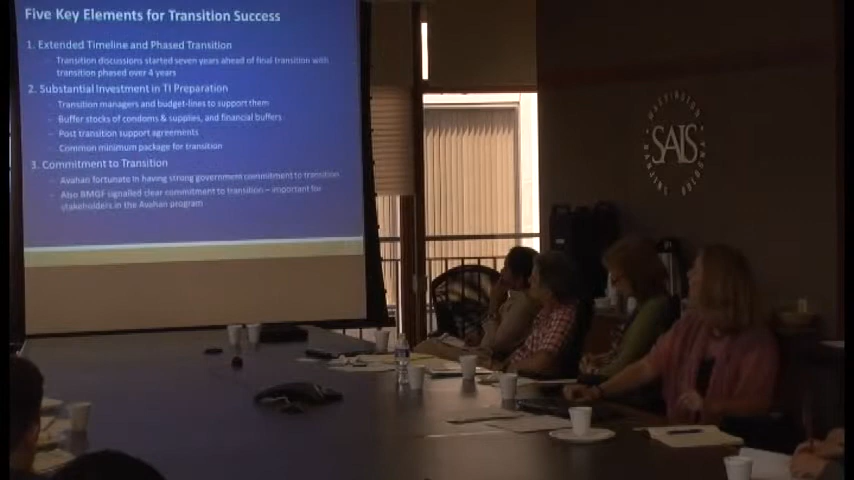 Five Key Elements for Transition Success
1. Extended Timeline and Phased Transition
- Transition discussions started seven years ahead of final transition with
transition phased over 4 years
2. Substantial Investment in TI Preparation
- Transition managers and budget-lines to support them
- Buffer stocks of condoms & supplies, and financial buffers
- Post transition support agreements
- Common minimum package for transition
3. Commitment to Transition
- Avahan fortunate in having strong government commitment to transition
- Also BMGF signalled clear commitment to transition – important for
stakeholders in the Avahan program
WASHINGTON
SAIS